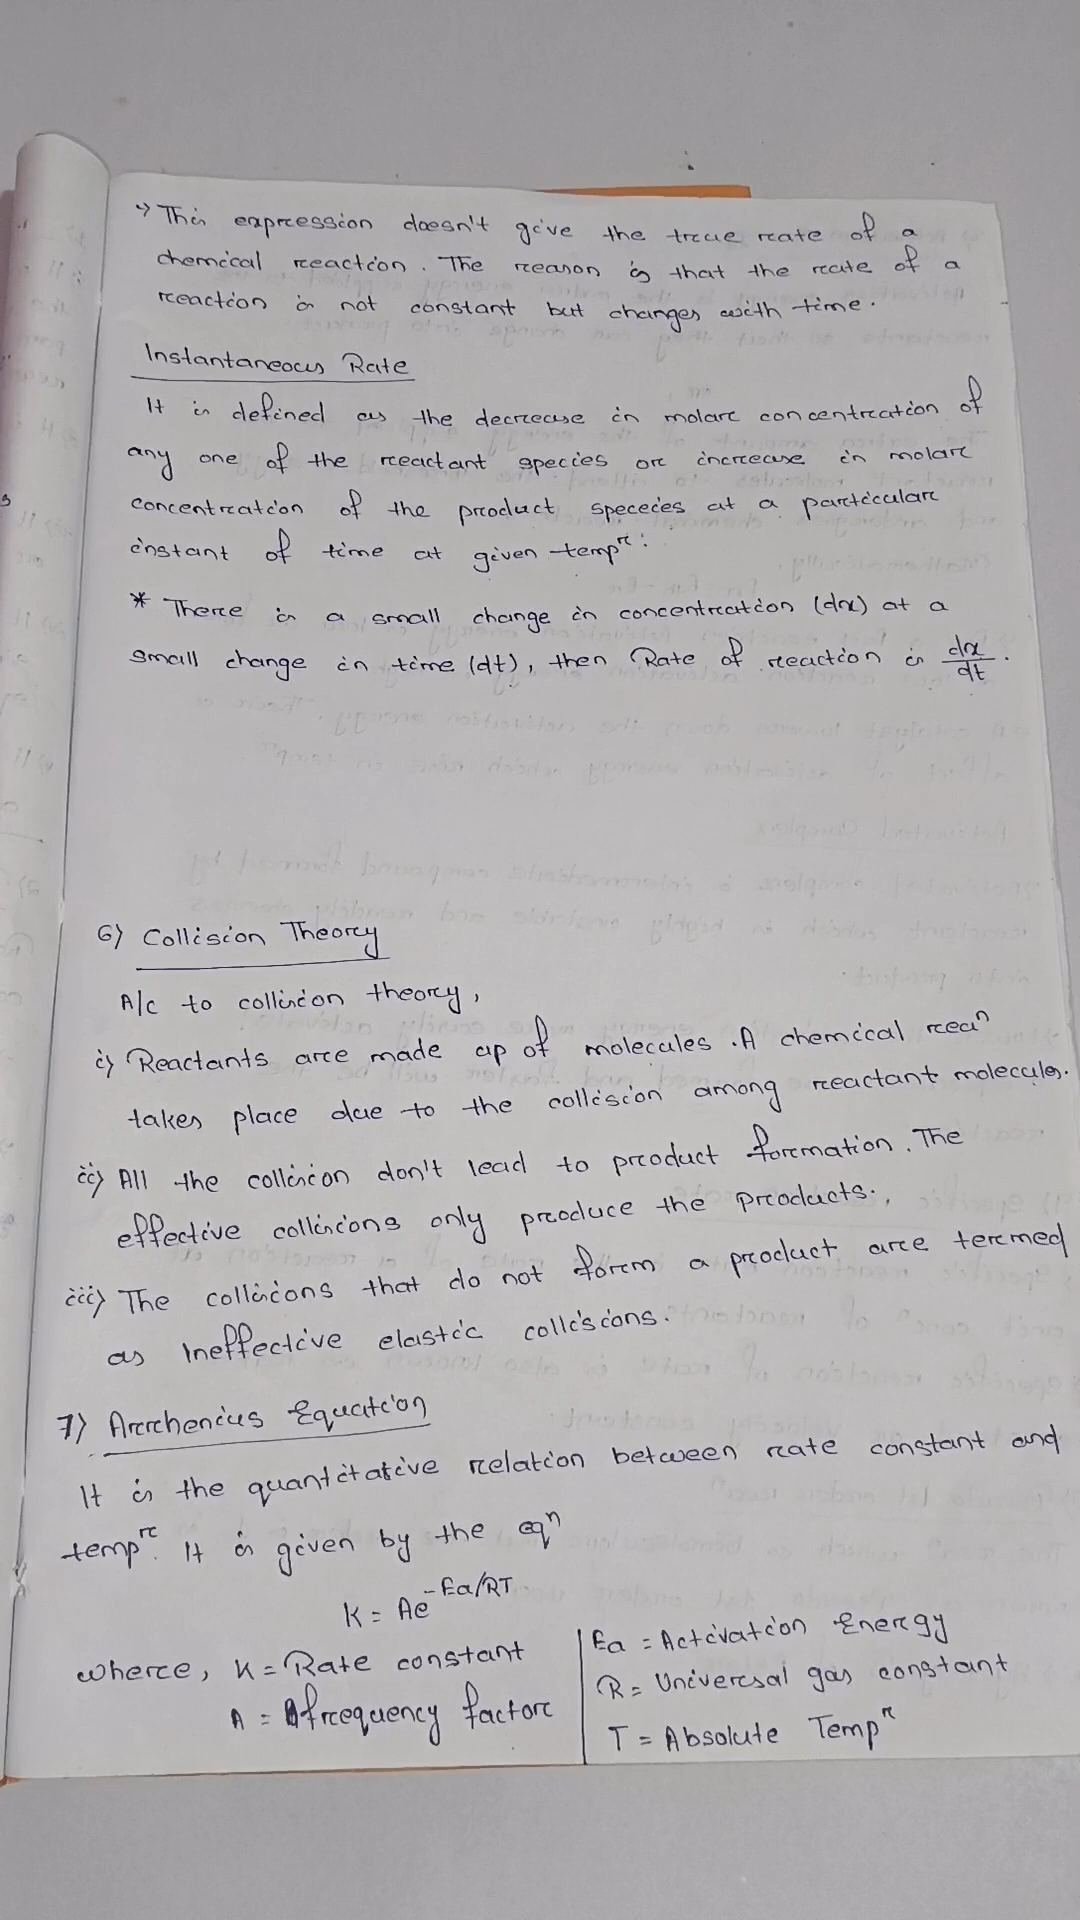 → This expression doesn't give the true rate of a
chemical reaction. The reason is that the rate of a
reaction is not constant but changes with time.
Instantaneous Rate
It is defined as the decrease in molar concentration of
any one of the reactant species or increase in molar
concentration of the product spececes at a particular
instant of time at given temp^r.
* There is a small change in concentration (dx) at a
small change in time (dt), then Rate of reaction is dx/dt.
6) Collision Theory
A/c to collision theory,
i) Reactants are made up of molecules. A chemical rea^n
takes place due to the collision among reactant molecules.
ii) All the collision don't lead to product formation. The
effective collisions only produce the products.
iii) The collisions that do not form a product are termed
as ineffective elastic collisions.
7) Arrhenius Equation
It is the quantitative relation between rate constant and
temp^r. It is given by the eq^n
K = Ae^-Ea/RT
where, K = Rate constant
A = frequency factor
Ea = Activation Energy
R = Universal gas constant
T = Absolute Temp^r